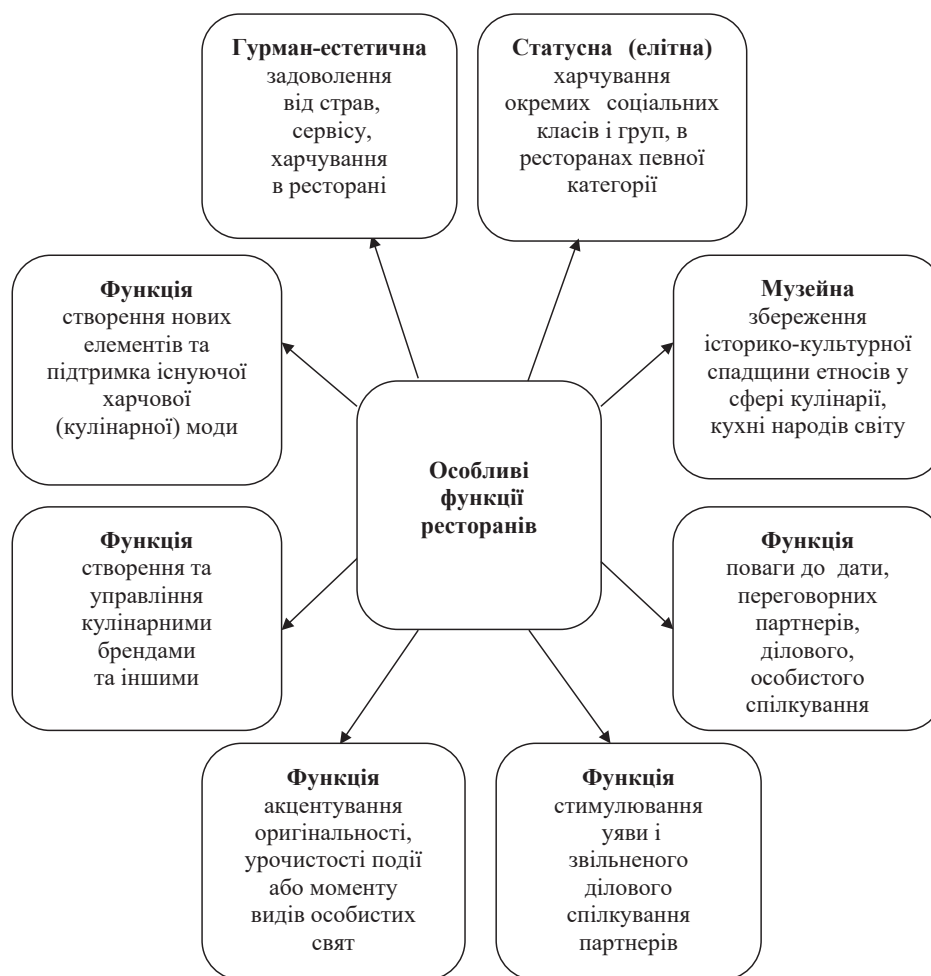 Гурман-естетична
задоволення
від страв,
сервісу,
харчування
в ресторані
Статусна (елітна)
харчування
окремих соціальних
класів і груп, в
ресторанах певної
категорії
Функція
створення нових
елементів та
підтримка існуючої
харчової
(кулінарної) моди
Музейна
збереження
історико-культурної
спадщини етносів у
сфері кулінарії,
кухні народів світу
Особливі
функції
ресторанів
Функція
створення та
управління
кулінарними
брендами
та іншими
Функція
поваги до дати,
переговорних
партнерів,
ділового,
особистого
спілкування
Функція
акцентування
оригінальності,
урочистості події
або моменту
видів особистих
свят
Функція
стимулювання
уяви і
звільненого
ділового
спілкування
партнерів